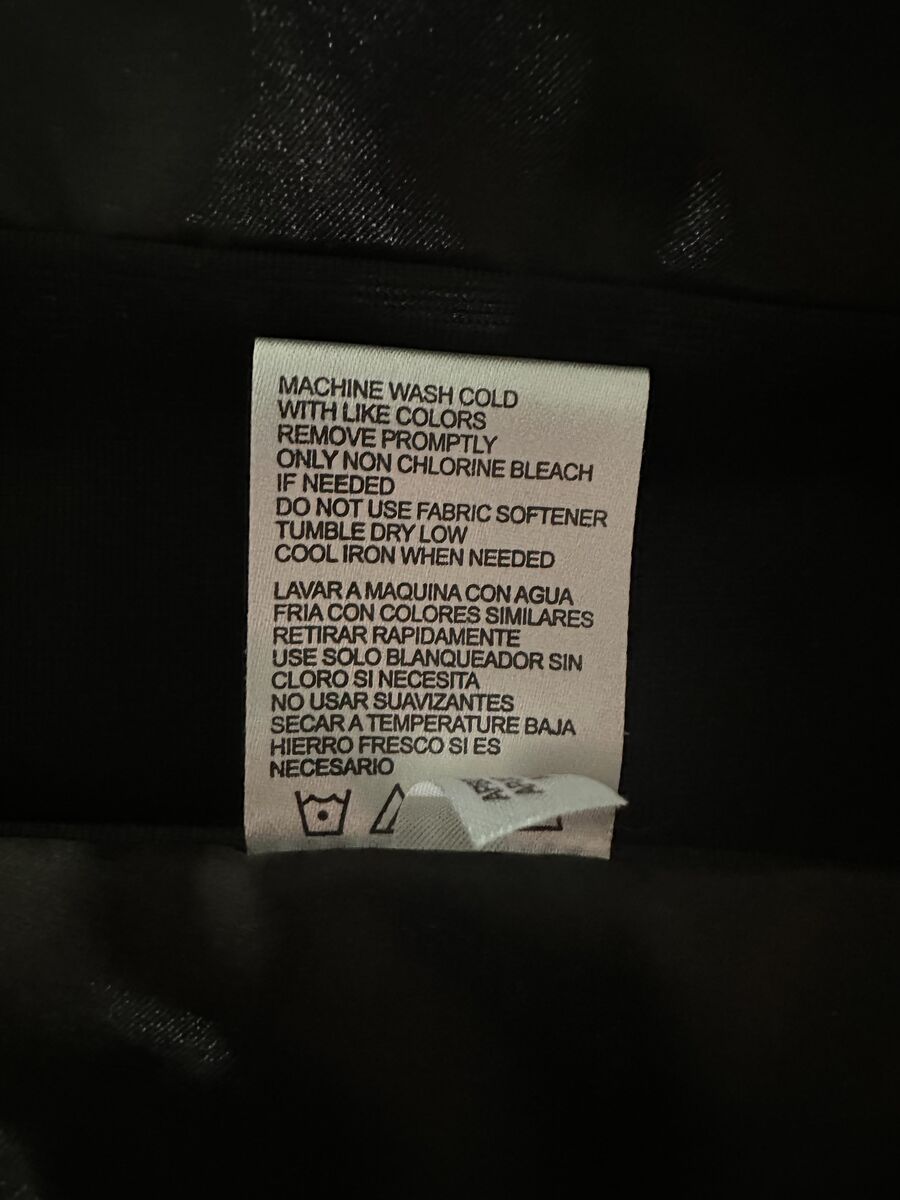 MACHINE WASH COLD
WITH LIKE COLORS
REMOVE PROMPTLY
ONLY NON CHLORINE BLEACH
IF NEEDED
DO NOT USE FABRIC SOFTENER
TUMBLE DRY LOW
COOL IRON WHEN NEEDED
LAVAR A MAQUINA CON AGUA
FRIA CON COLORES SIMILARES
RETIRAR RAPIDAMENTE
USE SOLO BLANQUEADOR SIN
CLORO SI NECESITA
NO USAR SUAVIZANTES
SECAR A TEMPERATURE BAJA
HIERRO FRESCO SI ES
NECESARIO